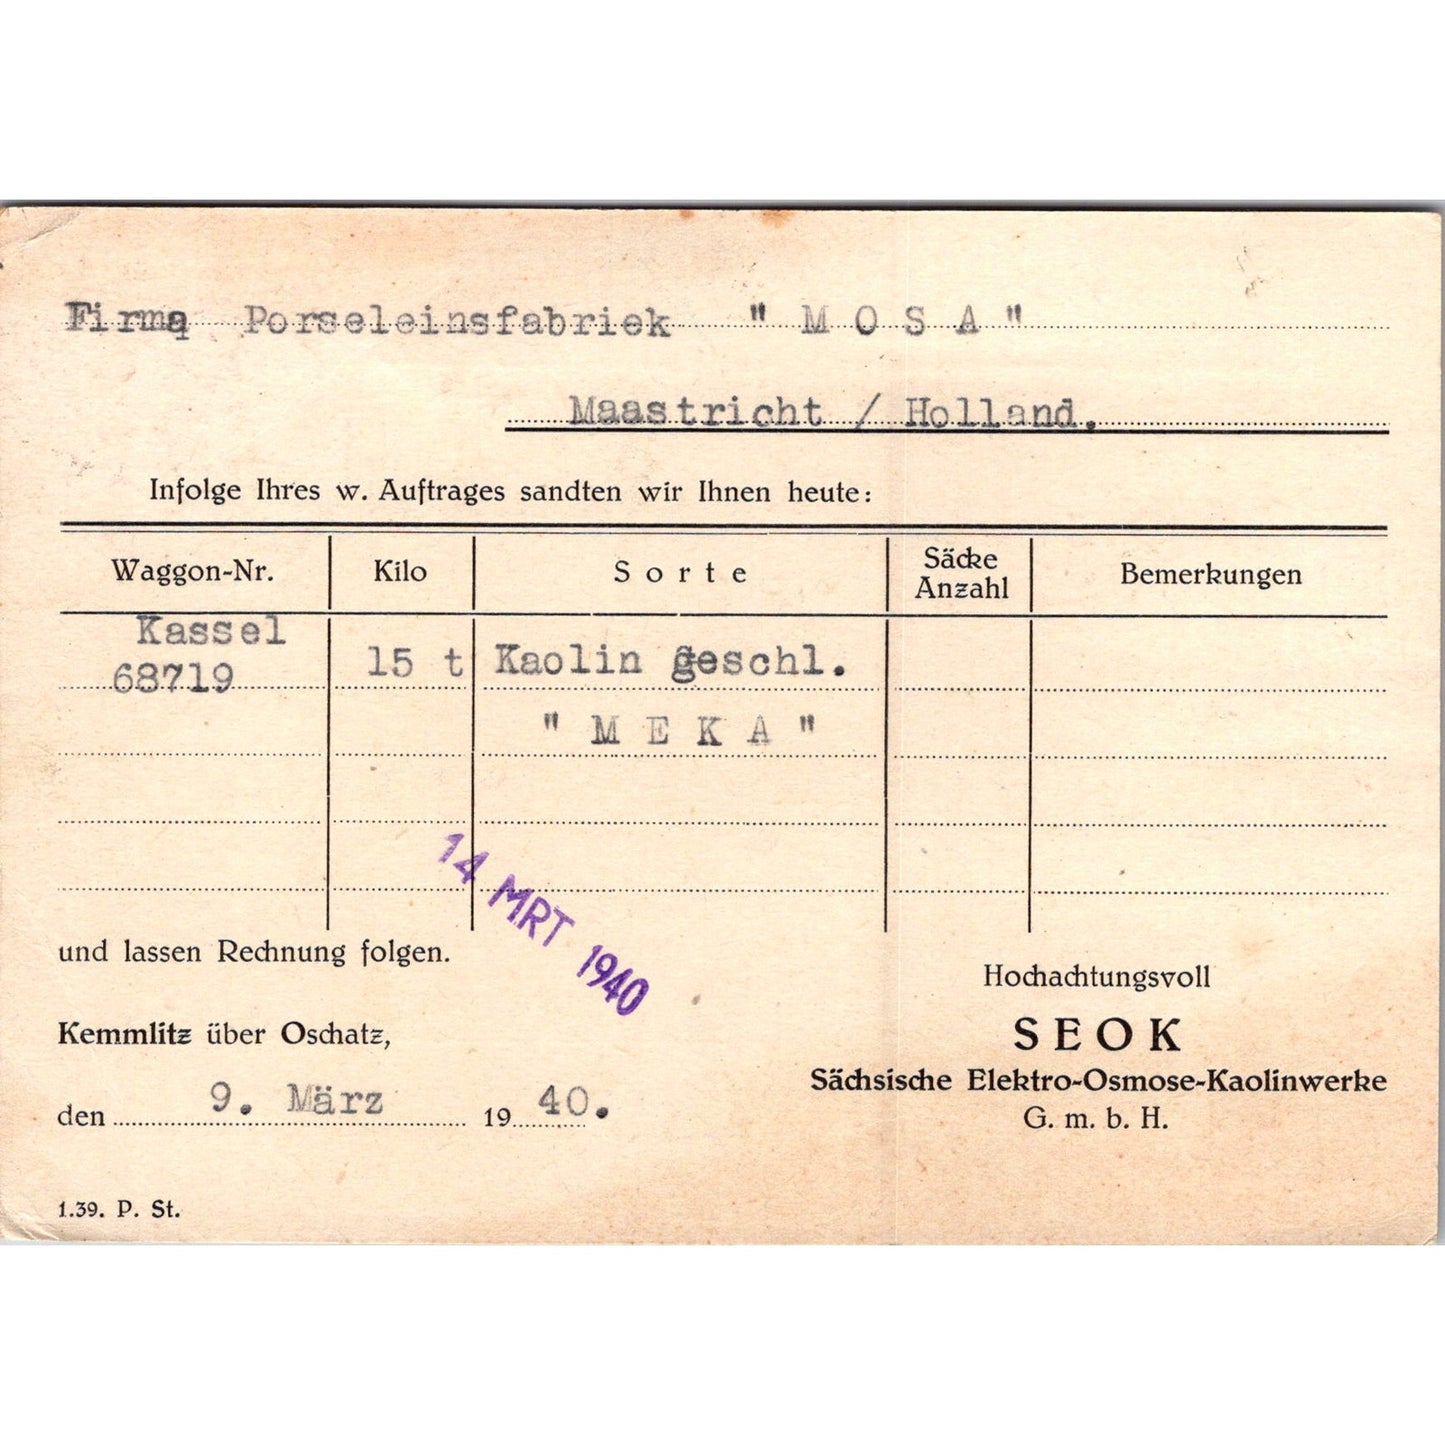 Firma Porseleinsfabriek " M O S A "
Maastricht / Holland.
Infolge Ihres w. Auftrages sandten wir Ihnen heute:
Waggon-Nr. Kilo Sorte Säcke Anzahl Bemerkungen
Kassel
68719 15 t Kaolin geschl.
" M E K A "
14 MRT 1940
und lassen Rechnung folgen.
Hochachtungsvoll
Kemmlitz über Oschatz,
SEOK
Sächsische Elektro-Osmose-Kaolinwerke
den 9. März 1940.
G. m. b. H.
1.39. P. St.